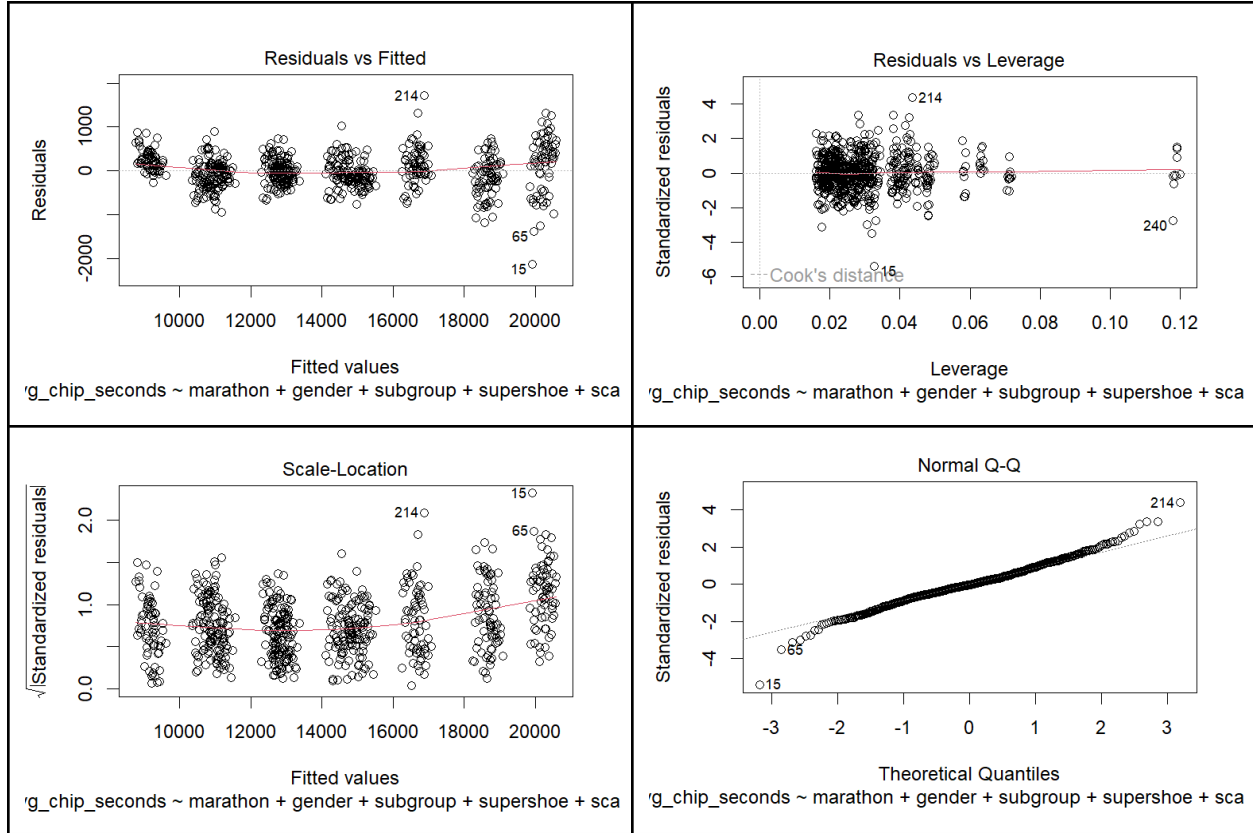 Residuals vs Fitted
Residuals
1000
0
-2000
214
65
15
10000 12000 14000 16000 18000 20000
Fitted values
/g_chip_seconds ~ marathon + gender + subgroup + supershoe + sca
Residuals vs Leverage
Standardized residuals
4
2
0
-2
-4
-6
214
240
15
Cook's distance
0.00 0.02 0.04 0.06 0.08 0.10 0.12
Leverage
/g_chip_seconds ~ marathon + gender + subgroup + supershoe + sca
Scale-Location
√|Standardized residuals|
2.0
1.0
0.0
15
214
65
10000 12000 14000 16000 18000 20000
Fitted values
/g_chip_seconds ~ marathon + gender + subgroup + supershoe + sca
Normal Q-Q
Standardized residuals
4
2
0
-2
-4
214
65
15
-3 -2 -1 0 1 2 3
Theoretical Quantiles
/g_chip_seconds ~ marathon + gender + subgroup + supershoe + sca